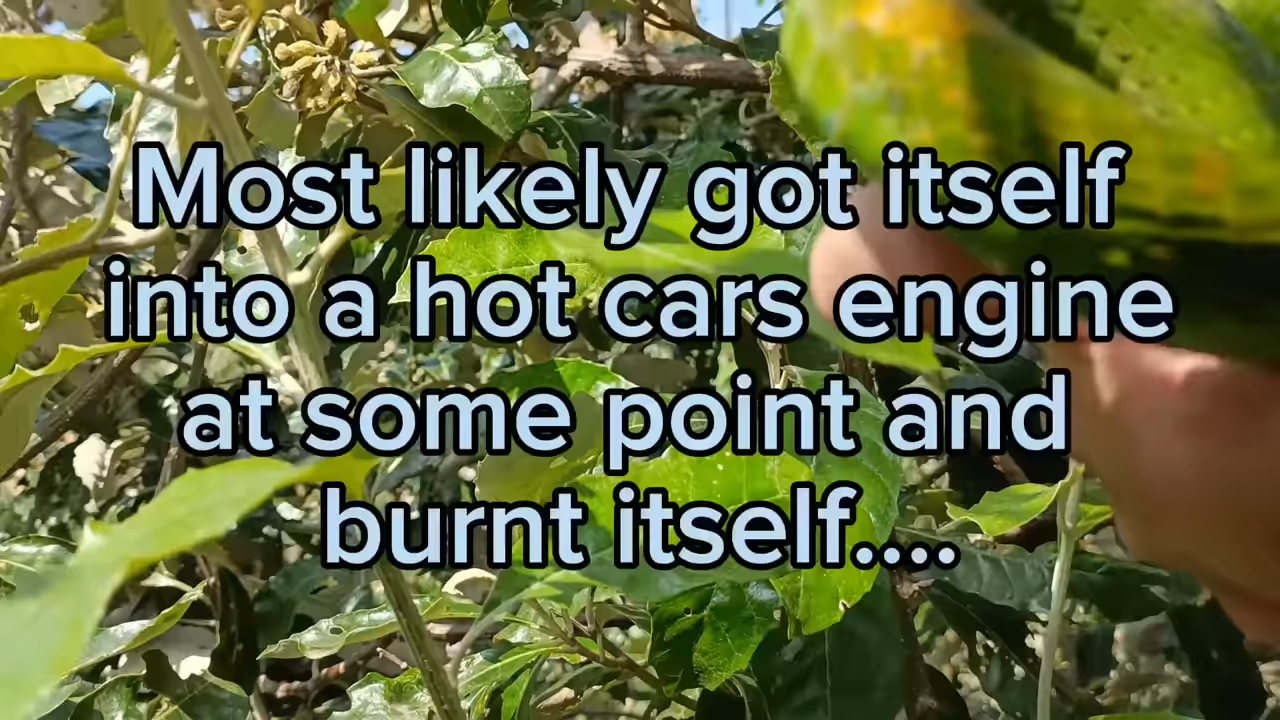 Most likely got itself
into a hot cars engine
at some point and
burnt itself....